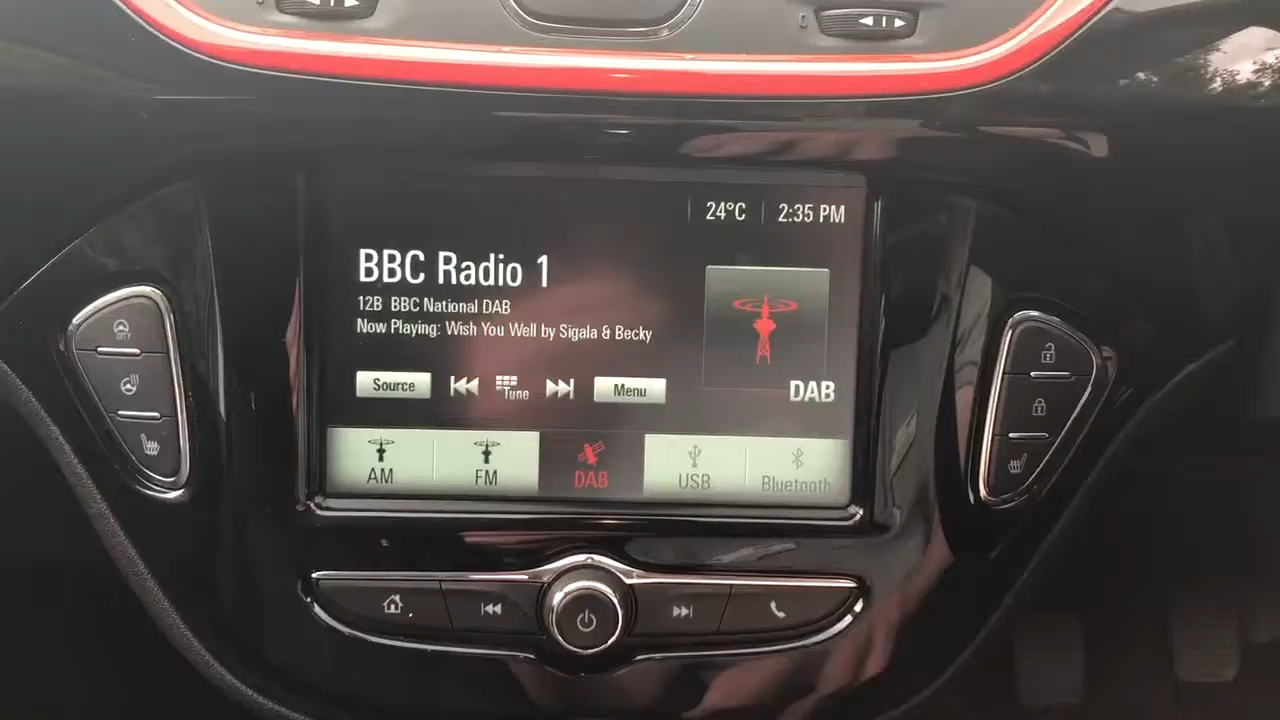 24°C 2:35 PM
BBC Radio 1
12B BBC National DAB
Now Playing: Wish You Well by Sigala & Becky
DAB
Source Tune Menu
AM FM DAB USB Bluetooth
CITY